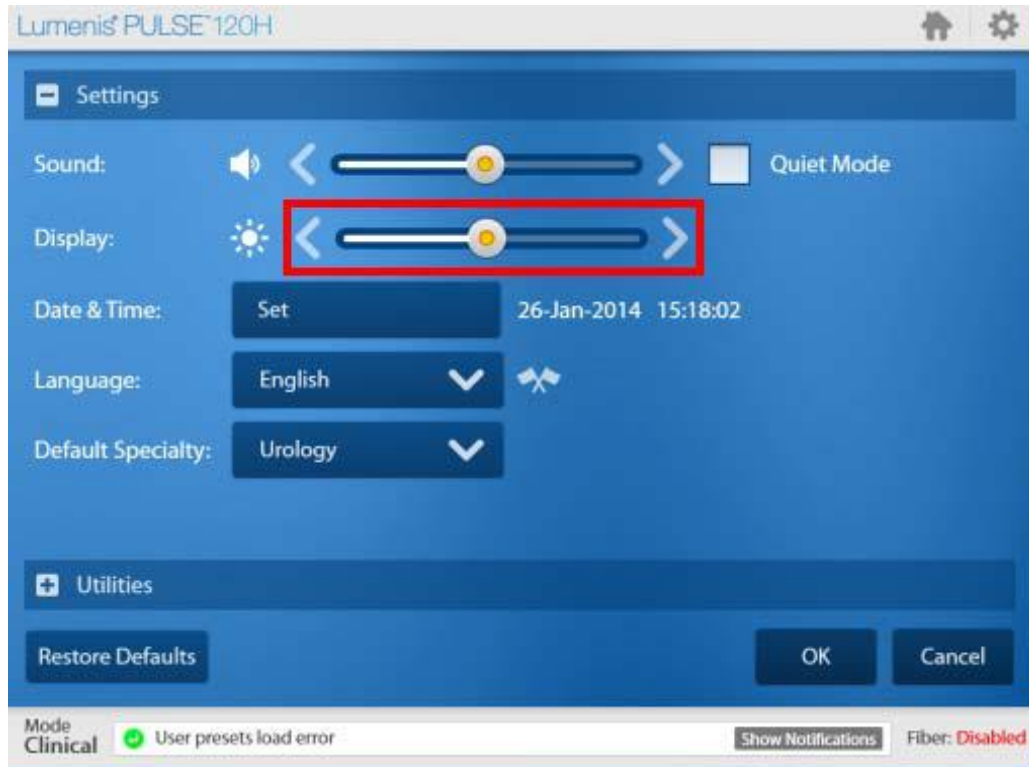 Lumenis® PULSE™ 120H
Settings
Sound: Quiet Mode
Display:
Date & Time: Set 26-Jan-2014 15:18:02
Language: English
Default Specialty: Urology
Utilities
Restore Defaults OK Cancel
Mode
Clinical User presets load error Show Notifications Fiber: Disabled